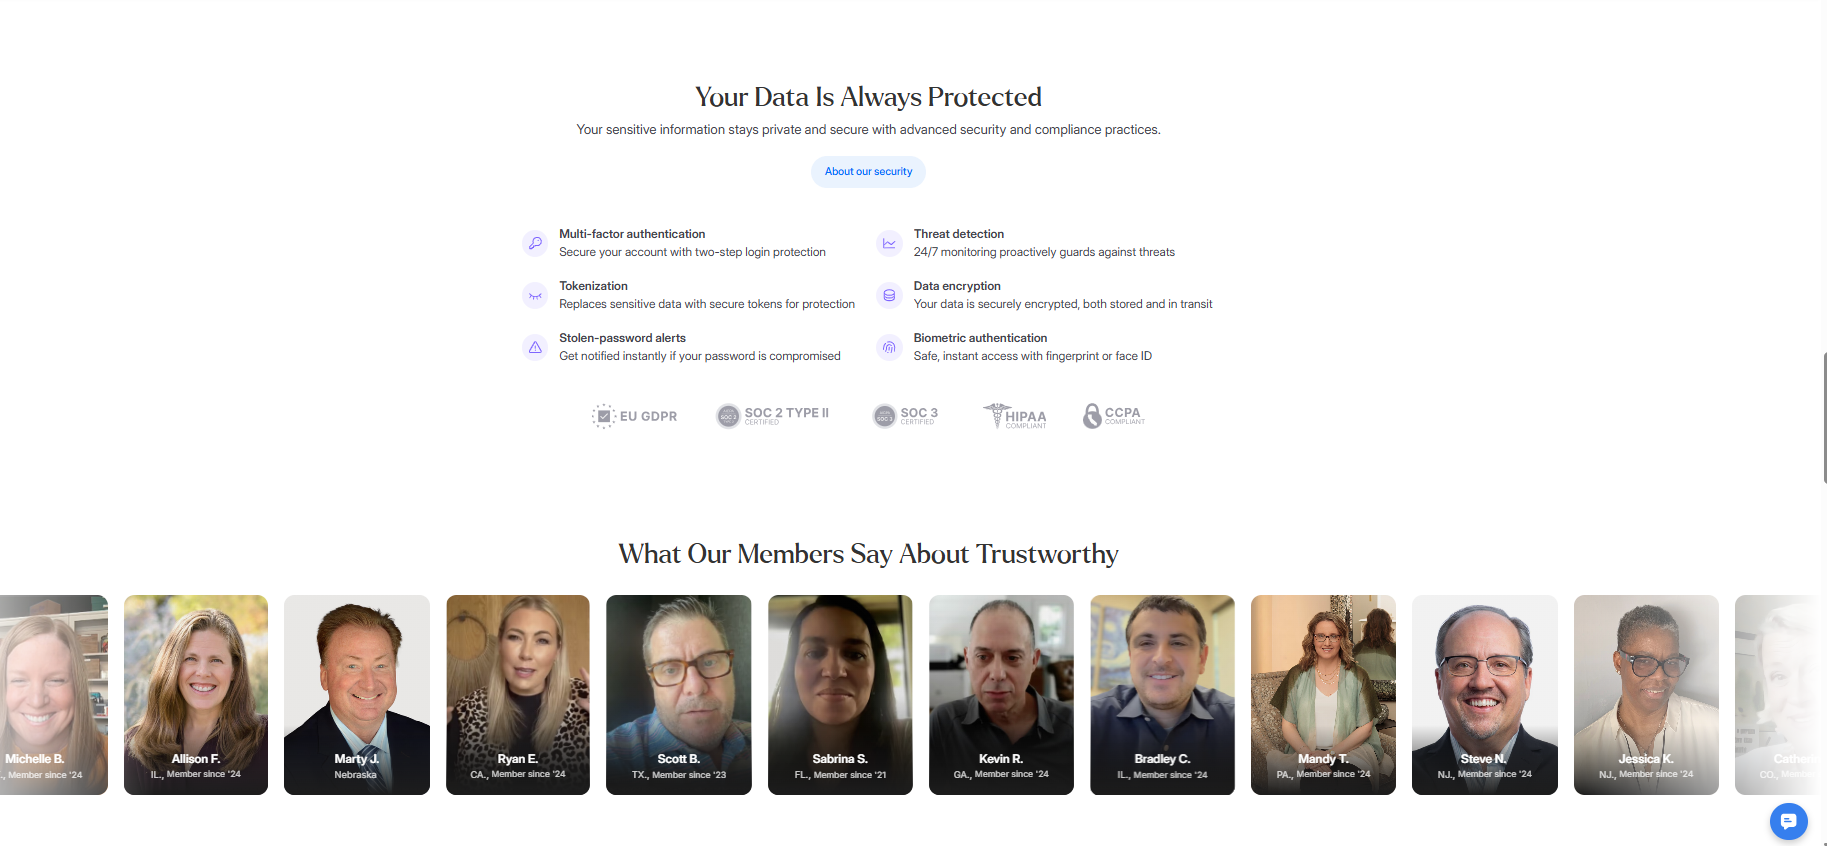 Your Data Is Always Protected
Your sensitive information stays private and secure with advanced security and compliance practices.
About our security
Multi-factor authentication
Secure your account with two-step login protection
Threat detection
24/7 monitoring proactively guards against threats
Tokenization
Replaces sensitive data with secure tokens for protection
Data encryption
Your data is securely encrypted, both stored and in transit
Stolen-password alerts
Get notified instantly if your password is compromised
Biometric authentication
Safe, instant access with fingerprint or face ID
EU GDPR
SOC 2 TYPE II
CERTIFIED
SOC 3
CERTIFIED
HIPAA
COMPLIANT
CCPA
COMPLIANT
What Our Members Say About Trustworthy
Michelle B.
Member since '24
Allison F.
IL., Member since '24
Marty J.
Nebraska
Ryan E.
CA., Member since '24
Scott B.
TX., Member since '23
Sabrina S.
FL., Member since '21
Kevin R.
GA., Member since '24
Bradley C.
IL., Member since '24
Mandy T.
PA., Member since '24
Steve N.
NJ., Member since '24
Jessica K.
NJ., Member since '24
CO.,